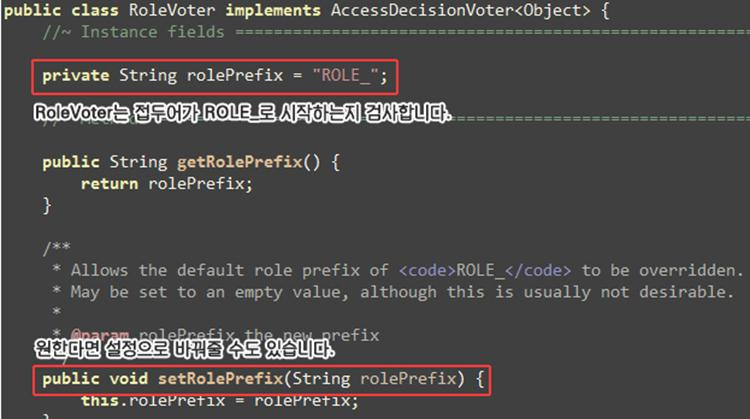 public class RoleVoter implements AccessDecisionVoter<Object> {
//~ Instance fields ================================================
private String rolePrefix = "ROLE_";
RoleVoter는 접두어가 ROLE_로 시작하는지 검사합니다.
public String getRolePrefix() {
return rolePrefix;
}
/**
* Allows the default role prefix of <code>ROLE_</code> to be overridden.
* May be set to an empty value, although this is usually not desirable.
*
* @param rolePrefix the new prefix
원한다면 설정으로 바꿔줄 수도 있습니다.
public void setRolePrefix(String rolePrefix) {
this.rolePrefix = rolePrefix;